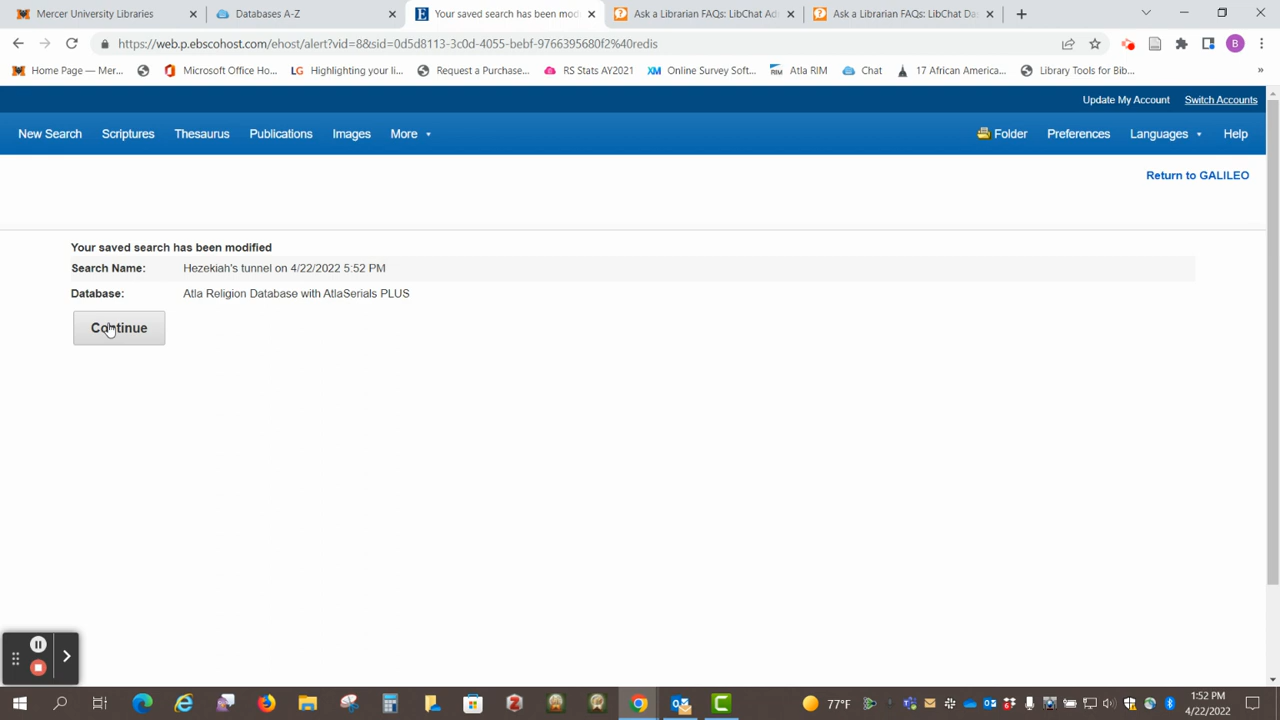 Mercer University Libraries
Databases A-Z
Your saved search has been mod
Ask a Librarian FAQs: LibChat Ad
Ask a Librarian FAQs: LibChat Da
https://web.p.ebscohost.com/ehost/alert?vid=8&sid=0d5d8113-3c0d-4055-bebf-9766395680f2%40redis
B
Home Page — Mer...
Microsoft Office Ho...
LG Highlighting your li...
Request a Purchase...
RS Stats AY2021
XM Online Survey Soft...
RIM Atla RIM
Chat
17 African America...
Library Tools for Bib...
»
Update My Account Switch Accounts
New Search Scriptures Thesaurus Publications Images More Folder Preferences Languages Help
Return to GALILEO
Your saved search has been modified
Search Name: Hezekiah's tunnel on 4/22/2022 5:52 PM
Database: Atla Religion Database with AtlaSerials PLUS
Continue
77°F
1:52 PM
4/22/2022